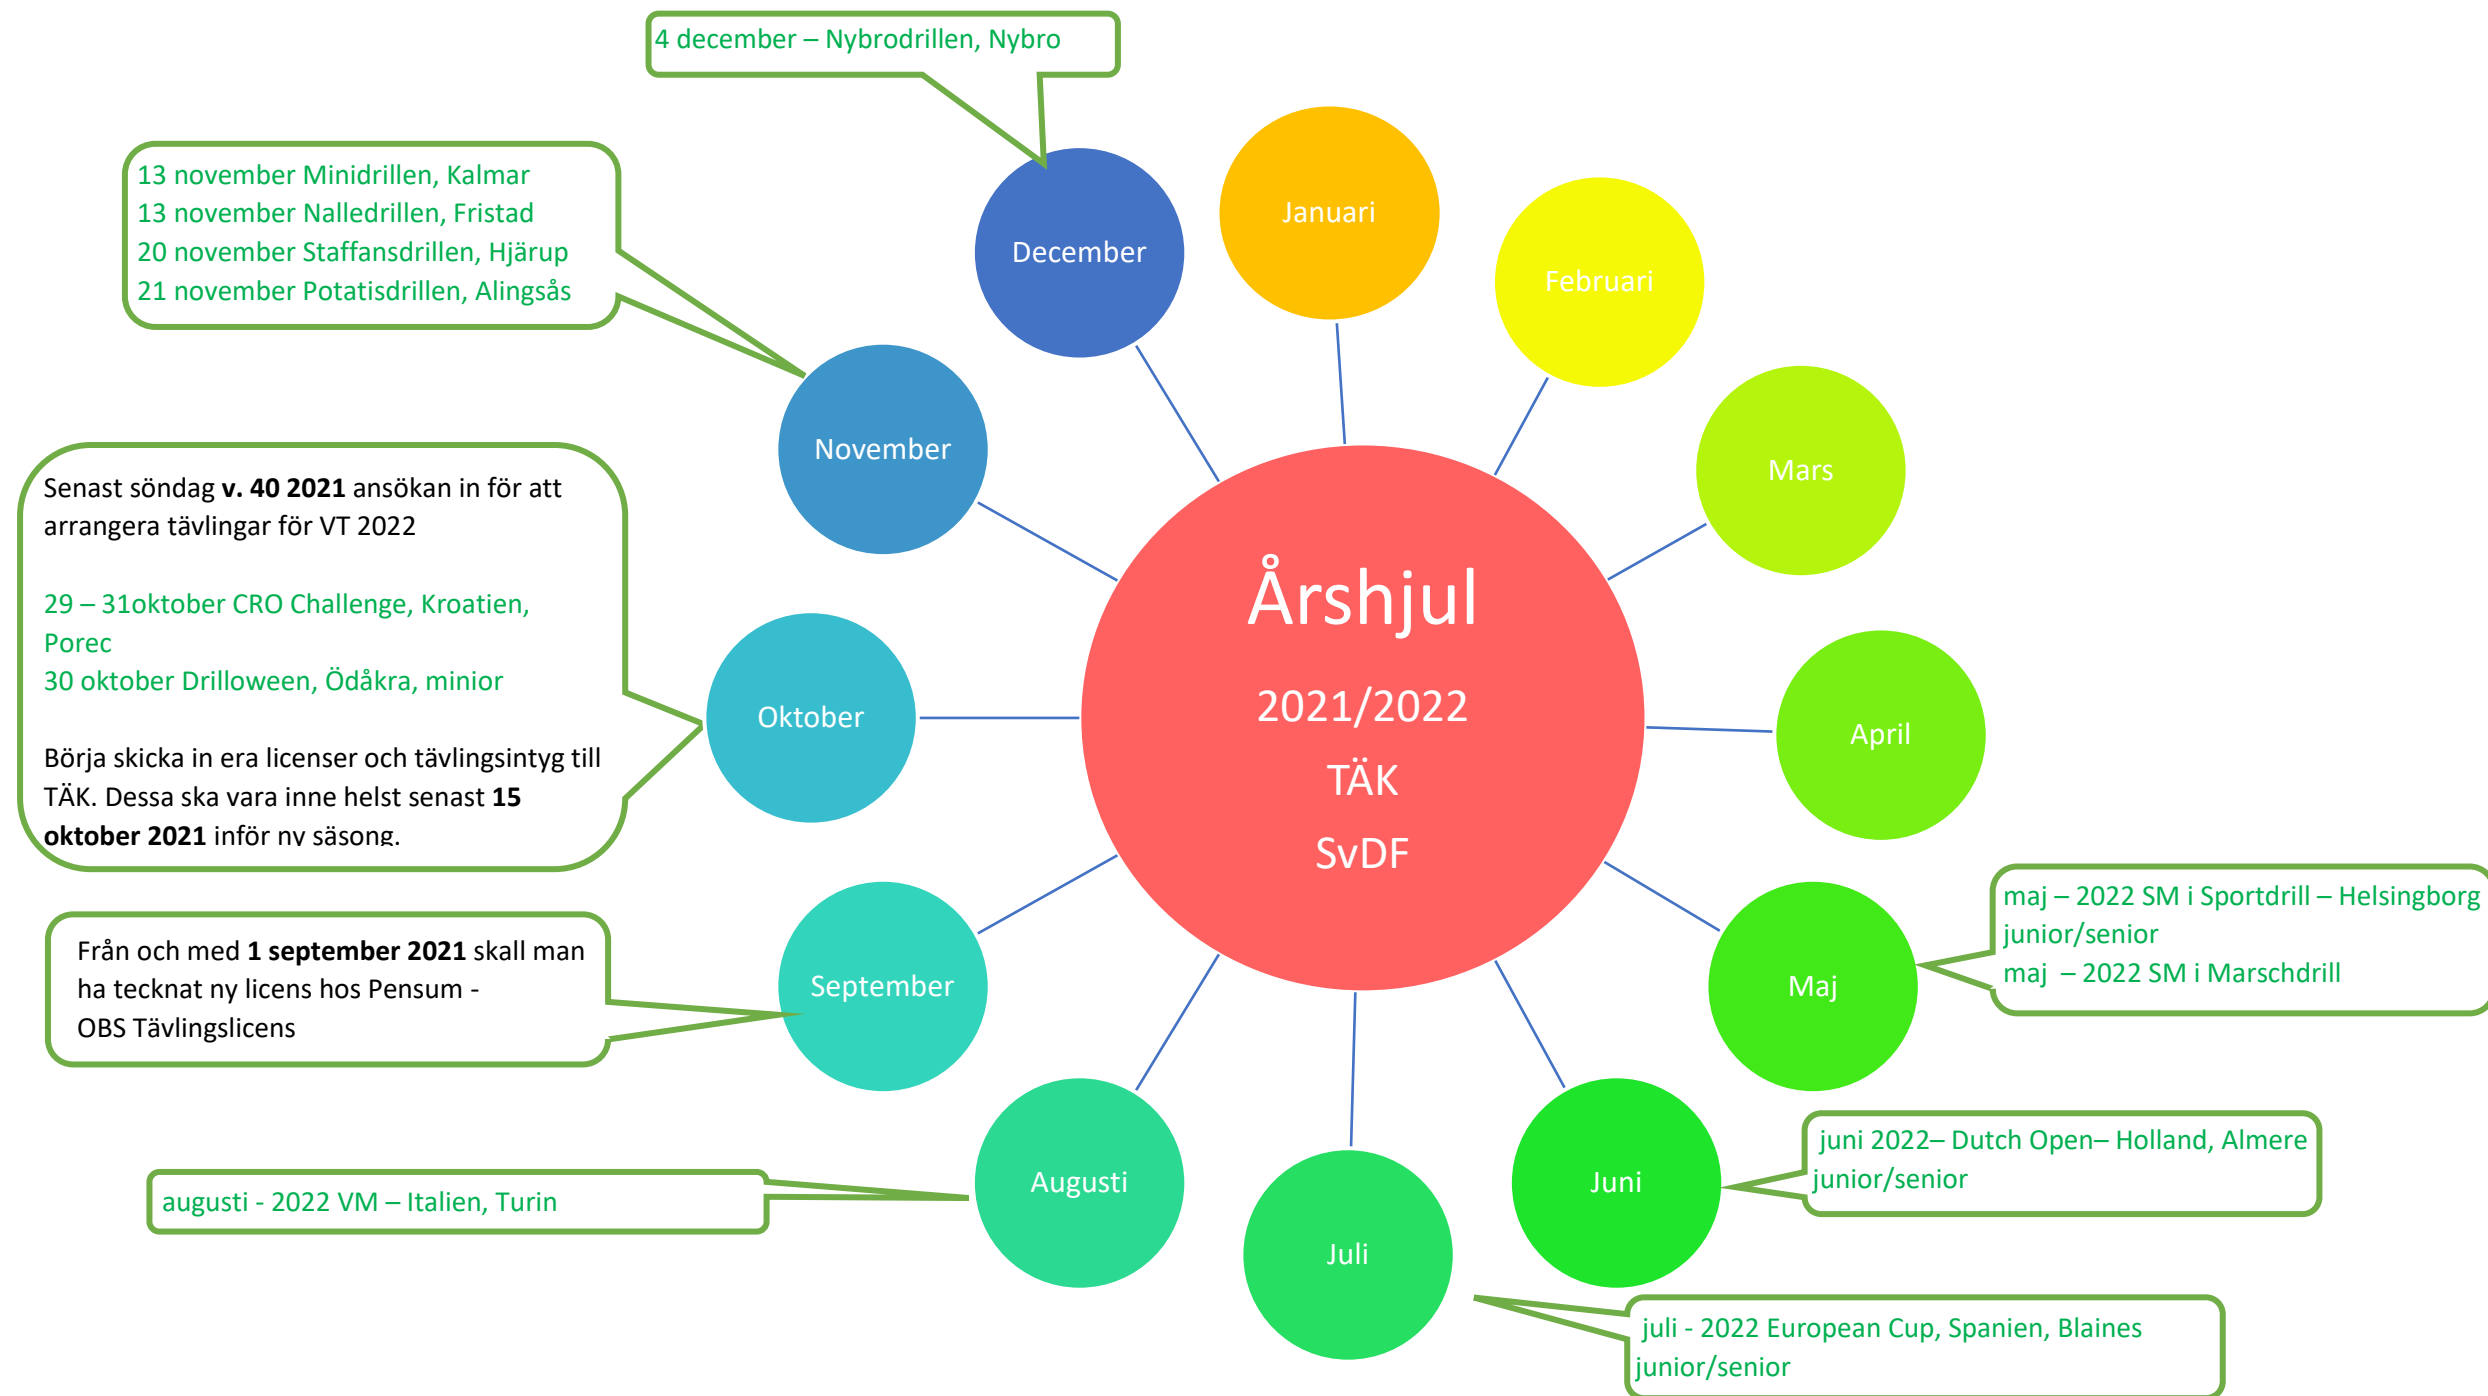 4 december – Nybrodrillen, Nybro
13 november Minidrillen, Kalmar
13 november Nalledrillen, Fristad
20 november Staffansdrillen, Hjärup
21 november Potatisdrillen, Alingsås
Senast söndag v. 40 2021 ansökan in för att
arrangera tävlingar för VT 2022
29 – 31oktober CRO Challenge, Kroatien,
Porec
30 oktober Drilloween, Ödåkra, minior
Börja skicka in era licenser och tävlingsintyg till
TÄK. Dessa ska vara inne helst senast 15
oktober 2021 inför ny säsong.
Från och med 1 september 2021 skall man
ha tecknat ny licens hos Pensum -
OBS Tävlingslicens
augusti - 2022 VM – Italien, Turin
Årshjul
2021/2022
TÄK
SvDF
Januari
Februari
Mars
April
Maj
Juni
Juli
Augusti
September
Oktober
November
December
maj – 2022 SM i Sportdrill – Helsingborg
junior/senior
maj – 2022 SM i Marschdrill
juni 2022– Dutch Open– Holland, Almere
junior/senior
juli - 2022 European Cup, Spanien, Blaines
junior/senior